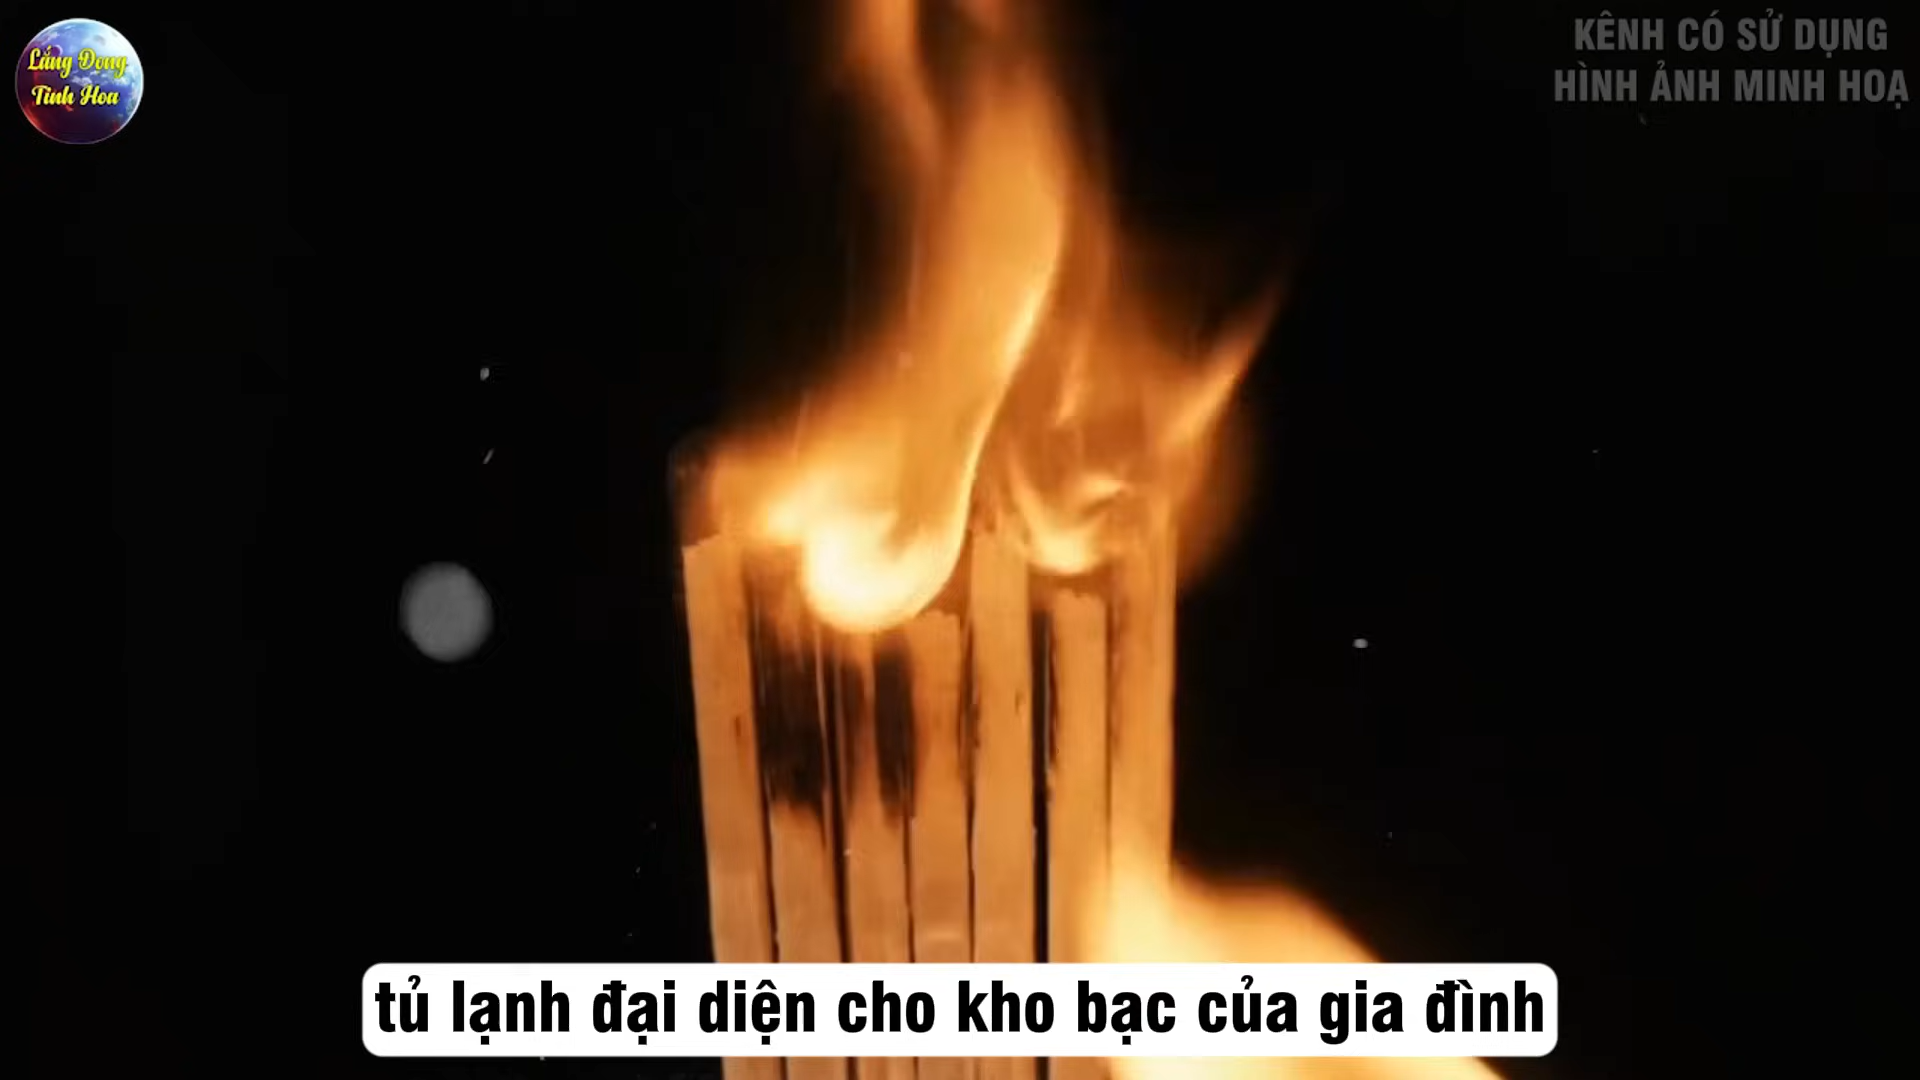 Lắng Đọng
Tinh Hoa
KÊNH CÓ SỬ DỤNG
HÌNH ẢNH MINH HOẠ
tủ lạnh đại diện cho kho bạc của gia đình